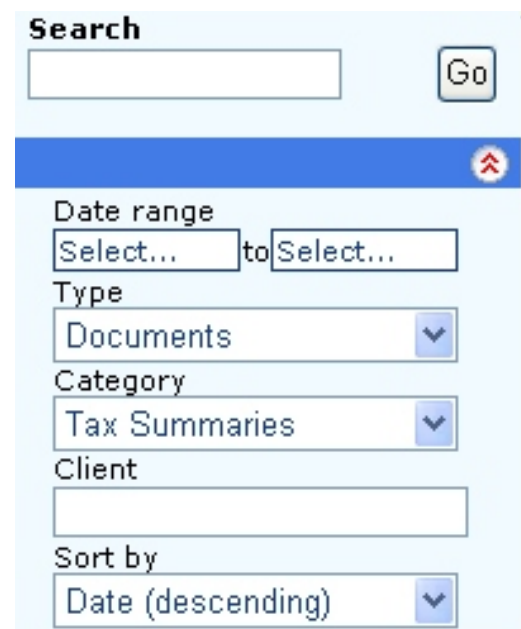 Search
Go
Date range
Select... to Select...
Type
Documents
Category
Tax Summaries
Client
Sort by
Date (descending)